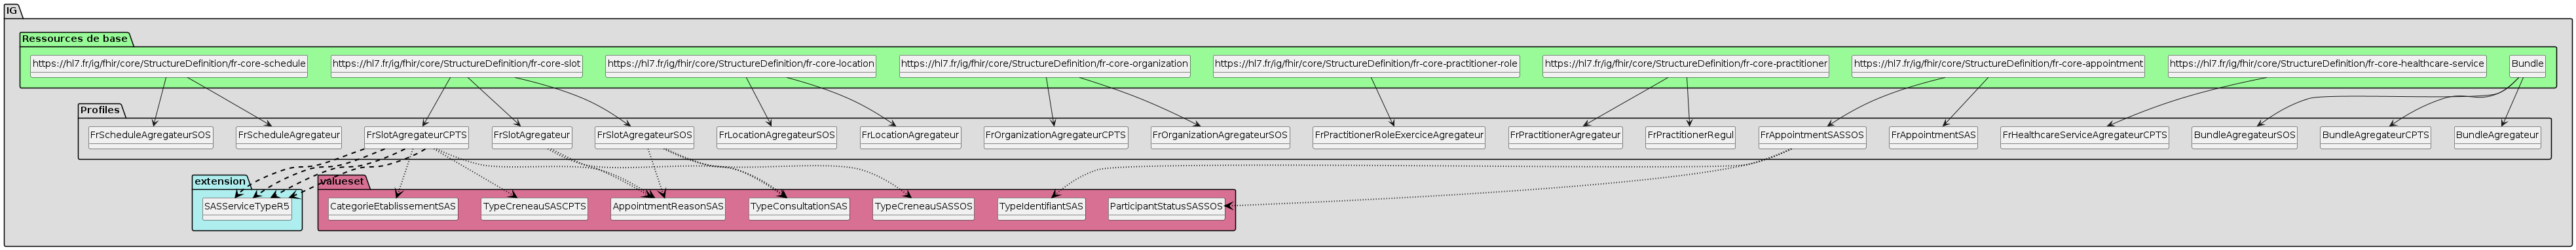 IG
Ressources de base
https://hl7.fr/ig/fhir/core/StructureDefinition/fr-core-schedule
https://hl7.fr/ig/fhir/core/StructureDefinition/fr-core-slot
https://hl7.fr/ig/fhir/core/StructureDefinition/fr-core-location
https://hl7.fr/ig/fhir/core/StructureDefinition/fr-core-organization
https://hl7.fr/ig/fhir/core/StructureDefinition/fr-core-practitioner-role
https://hl7.fr/ig/fhir/core/StructureDefinition/fr-core-practitioner
https://hl7.fr/ig/fhir/core/StructureDefinition/fr-core-appointment
https://hl7.fr/ig/fhir/core/StructureDefinition/fr-core-healthcare-service
Bundle
Profiles
FrScheduleAgregateurSOS
FrScheduleAgregateur
FrSlotAgregateurCPTS
FrSlotAgregateur
FrSlotAgregateurSOS
FrLocationAgregateurSOS
FrLocationAgregateur
FrOrganizationAgregateurCPTS
FrOrganizationAgregateurSOS
FrPractitionerRoleExerciceAgregateur
FrPractitionerAgregateur
FrPractitionerRegul
FrAppointmentSASSOS
FrAppointmentSAS
FrHealthcareServiceAgregateurCPTS
BundleAgregateurSOS
BundleAgregateurCPTS
BundleAgregateur
extension
SASServiceTypeR5
valueset
CategorieEtablissementSAS
TypeCreneauSASCPTS
AppointmentReasonSAS
TypeConsultationSAS
TypeCreneauSASSOS
TypeIdentifiantSAS
ParticipantStatusSASSOS